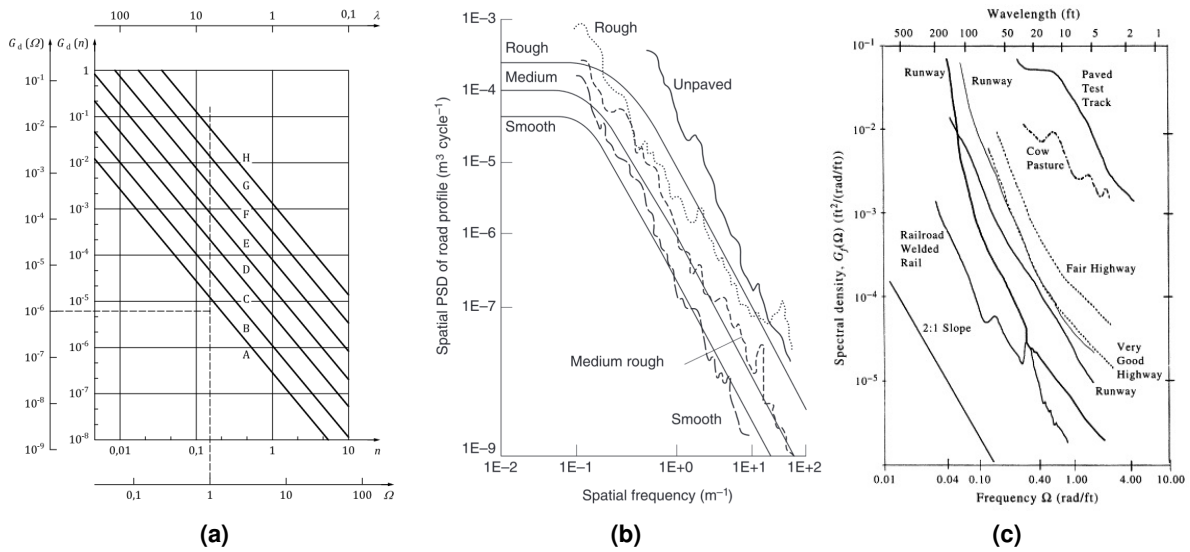 100
10
1
0,1
λ
G_d (Ω)
G_d (n)
1
10^-1
10^-2
10^-3
10^-4
10^-5
10^-6
10^-7
10^-8
10^-1
10^-2
10^-3
10^-4
10^-5
10^-6
10^-7
10^-8
10^-9
H
G
F
E
D
C
B
A
0,01
0,1
1
10
n
0,1
1
10
100
Ω
(a)
1E−3
1E−4
1E−5
1E−6
1E−7
1E−9
Spatial PSD of road profile (m³ cycle⁻¹)
Rough
Medium
Smooth
Rough
Unpaved
Medium rough
Smooth
1E−2
1E−1
1E+0
1E+1
1E+2
Spatial frequency (m⁻¹)
(b)
Wavelength (ft)
500
200
100
50
20
10
5
2
1
10^-1
10^-2
10^-3
10^-4
10^-5
Spectral density, G_f(Ω) (ft²/(rad/ft))
Runway
Runway
Paved
Test
Track
Cow
Pasture
Railroad
Welded
Rail
Fair Highway
2:1 Slope
Very
Good
Highway
Runway
0.01
0.04
0.10
0.40
1.00
4.00
10.00
Frequency Ω (rad/ft)
(c)